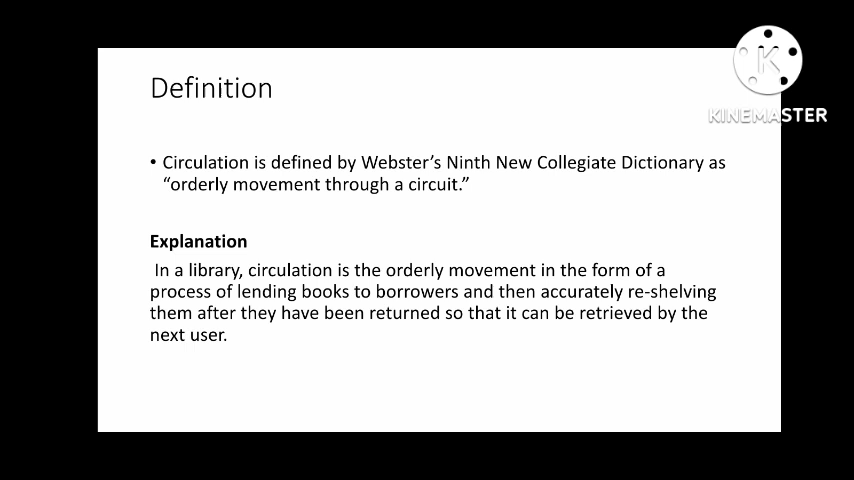 Definition
K
KINEMASTER
• Circulation is defined by Webster's Ninth New Collegiate Dictionary as
“orderly movement through a circuit.”
Explanation
In a library, circulation is the orderly movement in the form of a
process of lending books to borrowers and then accurately re-shelving
them after they have been returned so that it can be retrieved by the
next user.